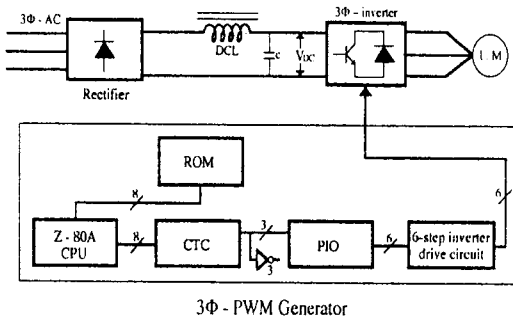 3Φ - AC
Rectifier
DCL
c
VDC
3Φ - inverter
I.M
ROM
8
Z - 80A
CPU
8
CTC
3
3
PIO
6
6-step inverter
drive circuit
6
3Φ - PWM Generator